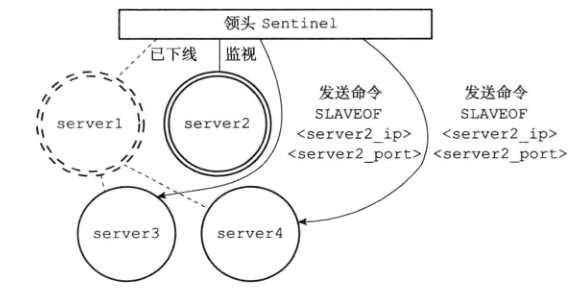 领头 Sentinel
已下线
监视
server1
server2
发送命令
SLAVEOF
<server2_ip>
<server2_port>
发送命令
SLAVEOF
<server2_ip>
<server2_port>
server3
server4